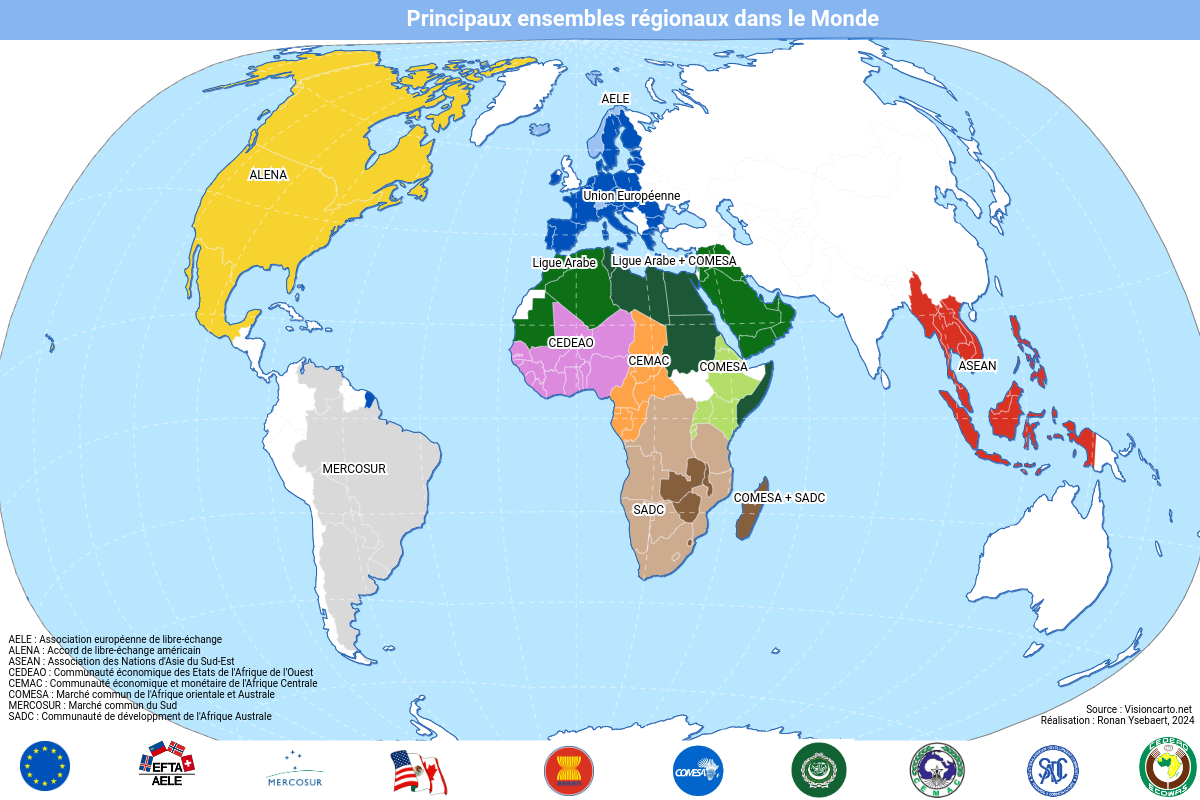 Principaux ensembles régionaux dans le Monde
AELE
ALENA
Union Européenne
Ligue Arabe
Ligue Arabe + COMESA
CEDEAO
CEMAC
COMESA
ASEAN
MERCOSUR
COMESA + SADC
SADC
AELE : Association européenne de libre-échange
ALENA : Accord de libre-échange américain
ASEAN : Association des Nations d'Asie du Sud-Est
CEDEAO : Communauté économique des Etats de l'Afrique de l'Ouest
CEMAC : Communauté économique et monétaire de l'Afrique Centrale
COMESA : Marché commun de l'Afrique orientale et Australe
MERCOSUR : Marché commun du Sud
SADC : Communauté de développment de l'Afrique Australe
Source : Visioncarto.net
Réalisation : Ronan Ysebaert, 2024
EFTA
AELE
MERCOSUR
asean
COMESA
CEMAC
SADC
CEDEAO
ECOWAS